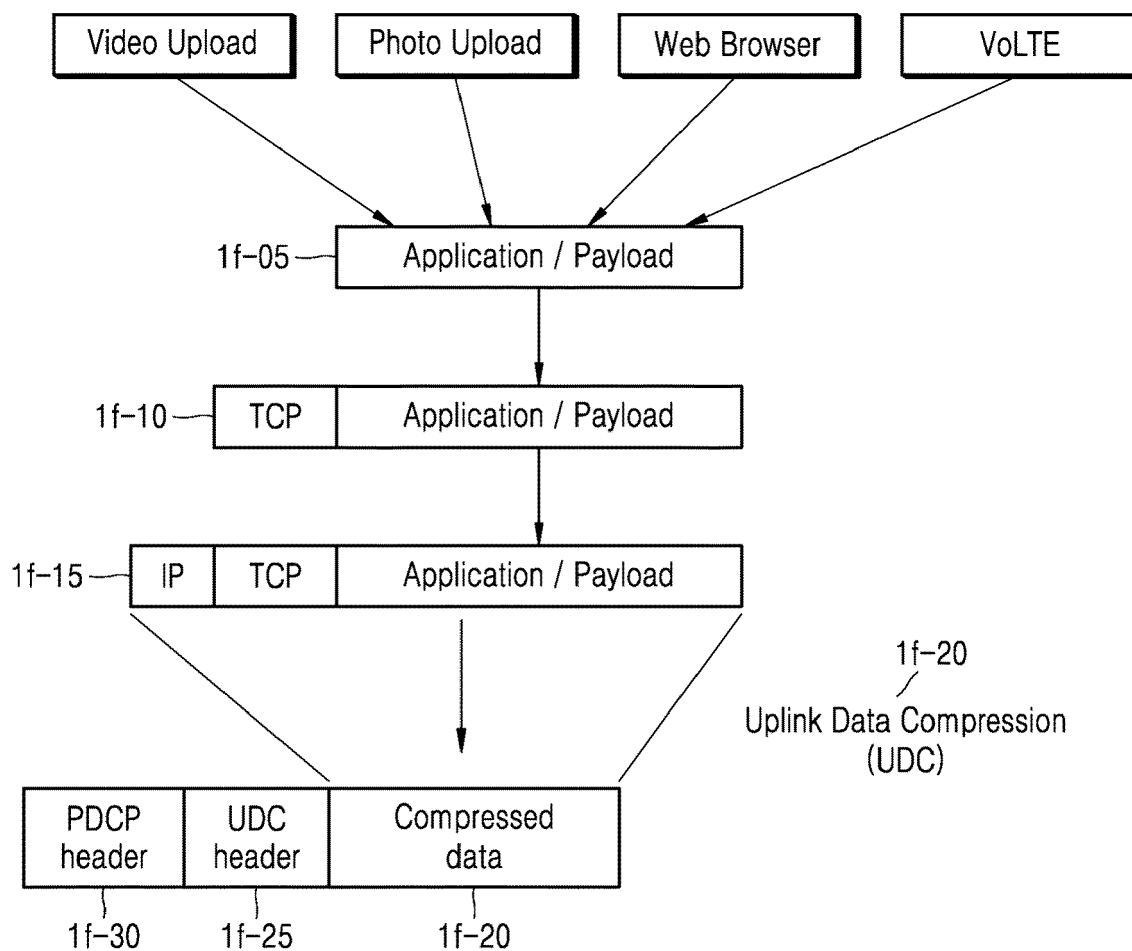 Video Upload
Photo Upload
Web Browser
VoLTE
1f-05
Application / Payload
1f-10
TCP
Application / Payload
1f-15
IP
TCP
Application / Payload
1f-20
Uplink Data Compression
(UDC)
PDCP
header
UDC
header
Compressed
data
1f-30
1f-25
1f-20